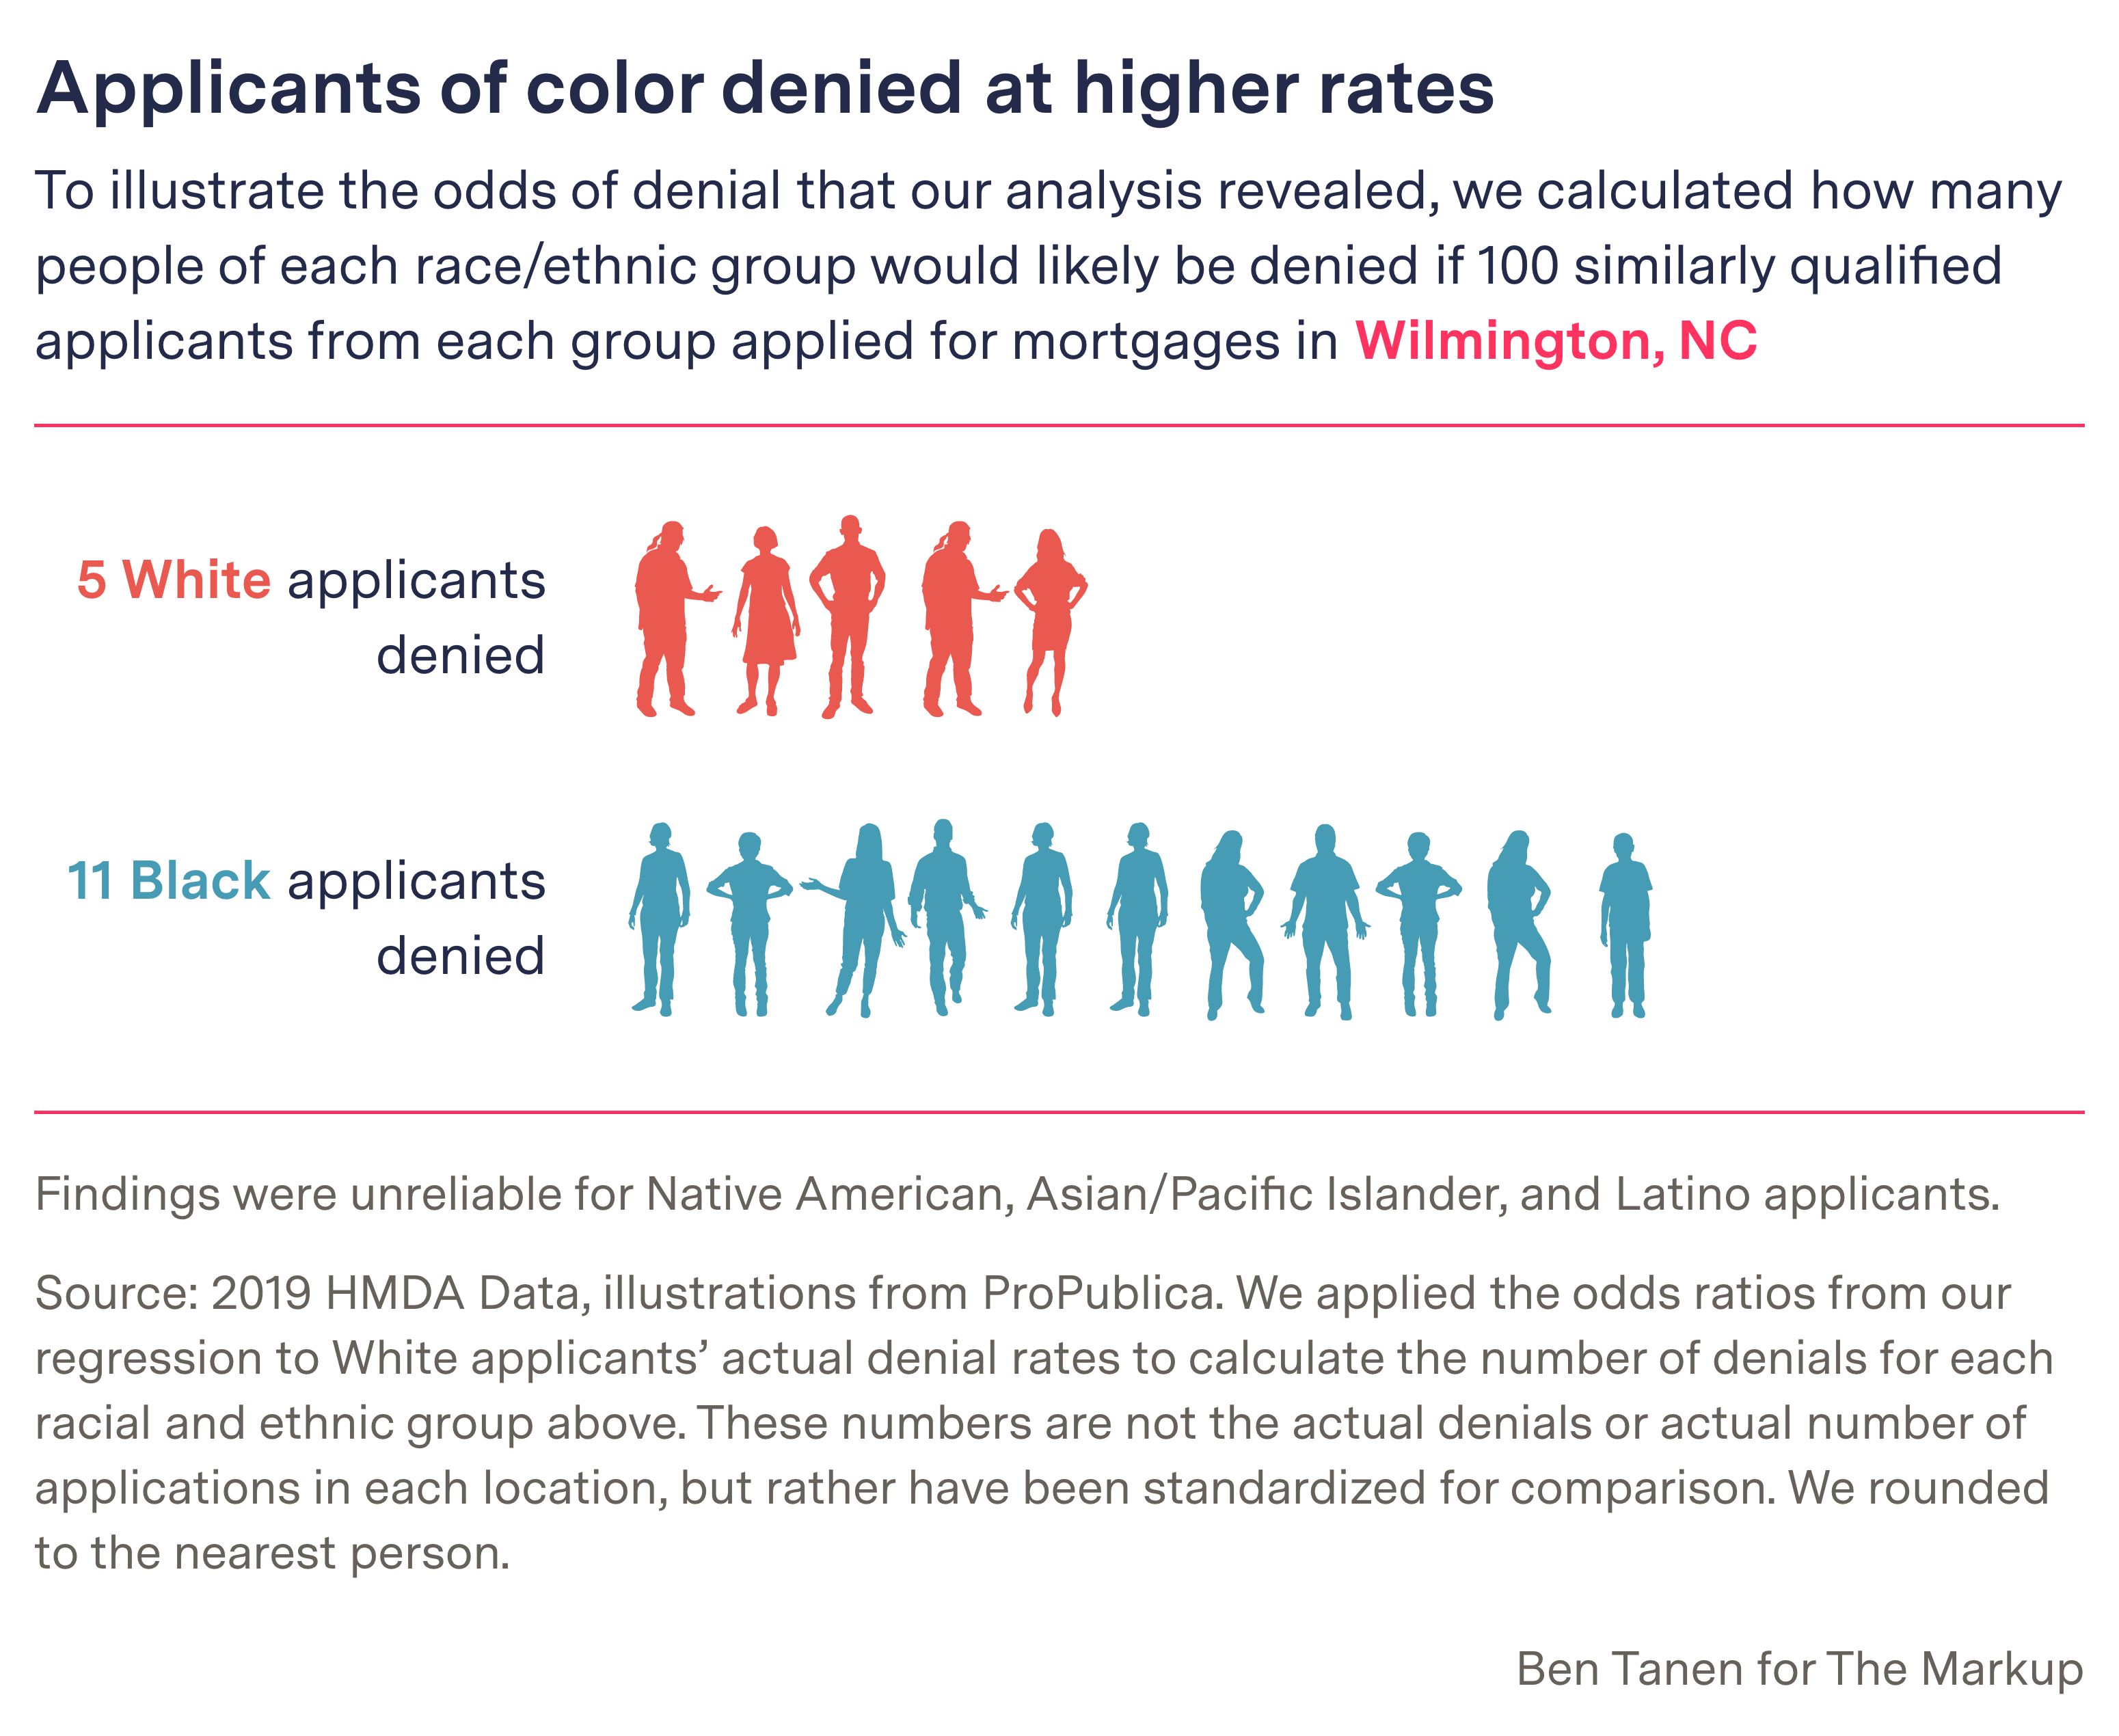 Applicants of color denied at higher rates
To illustrate the odds of denial that our analysis revealed, we calculated how many
people of each race/ethnic group would likely be denied if 100 similarly qualified
applicants from each group applied for mortgages in Wilmington, NC
5 White applicants
denied
11 Black applicants
denied
Findings were unreliable for Native American, Asian/Pacific Islander, and Latino applicants.
Source: 2019 HMDA Data, illustrations from ProPublica. We applied the odds ratios from our
regression to White applicants’ actual denial rates to calculate the number of denials for each
racial and ethnic group above. These numbers are not the actual denials or actual number of
applications in each location, but rather have been standardized for comparison. We rounded
to the nearest person.
Ben Tanen for The Markup